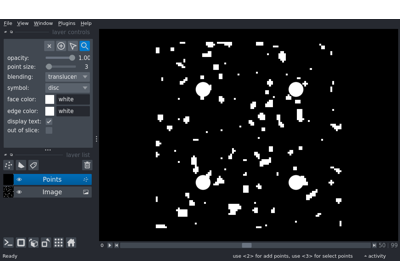 File View Window Plugins Help
layer controls
opacity: 1.00
point size: 3
blending: translucen
symbol: disc
face color: white
edge color: white
display text:
out of slice:
layer list
Points
Image
0 50 99
Ready use <2> for add points, use <3> for select points activity